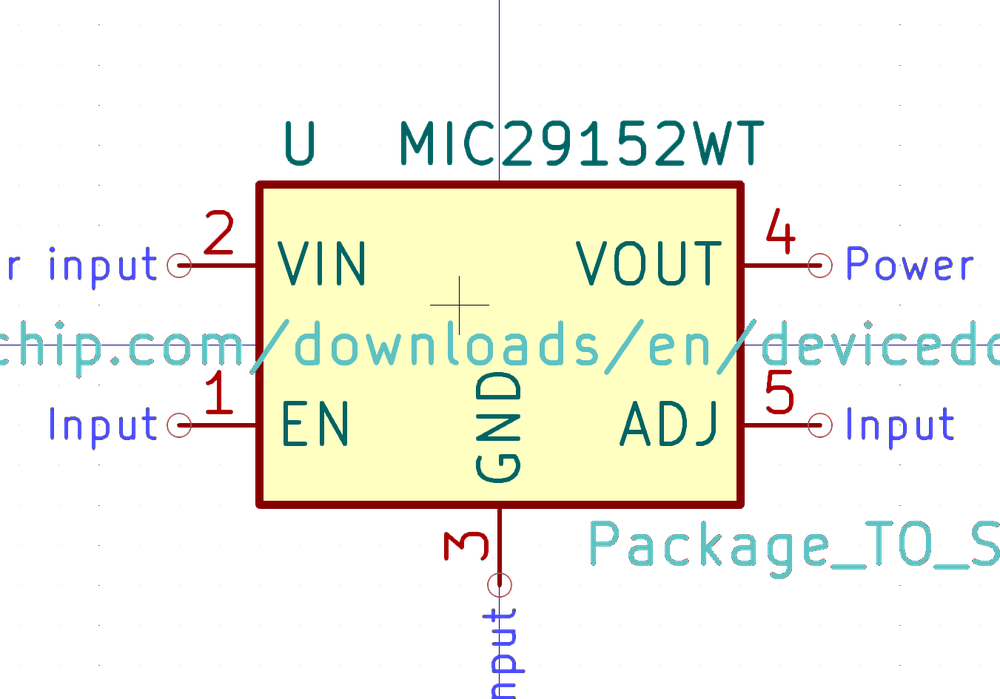 U MIC29152WT
2 4
r input VIN VOUT Power
chip.com/downloads/en/devicedo
1 5
Input EN GND ADJ Input
3 Package_TO_S
nput